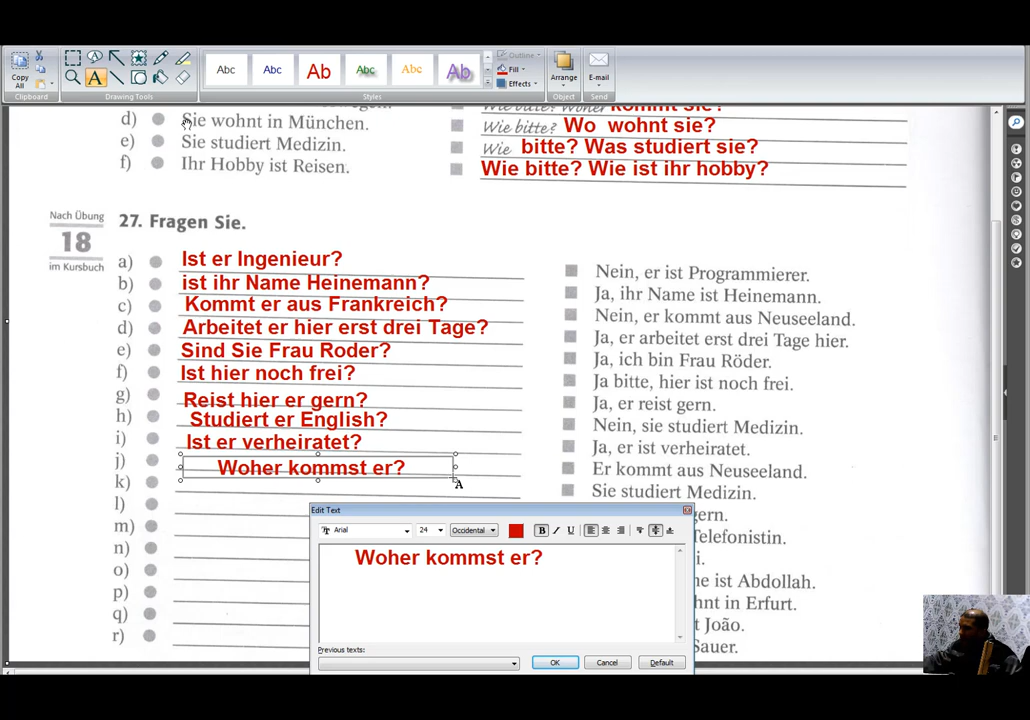 Copy
All
Clipboard
Drawing Tools
Abc Abc Ab Abc Abc Ab
Styles
Outline
Fill
Effects
Arrange
Object
E-mail
Send
Wie bitte? Woher kommt sie?
d) Sie wohnt in München.
Wie bitte? Wo wohnt sie?
e) Sie studiert Medizin.
Wie bitte? Was studiert sie?
f) Ihr Hobby ist Reisen.
Wie bitte? Wie ist ihr hobby?
Nach Übung
18
im Kursbuch
27. Fragen Sie.
a) Ist er Ingenieur?
b) ist ihr Name Heinemann?
c) Kommt er aus Frankreich?
d) Arbeitet er hier erst drei Tage?
e) Sind Sie Frau Roder?
f) Ist hier noch frei?
g) Reist hier er gern?
h) Studiert er English?
i) Ist er verheiratet?
j) Woher kommst er?
k)
l)
m)
n)
o)
p)
q)
r)
Nein, er ist Programmierer.
Ja, ihr Name ist Heinemann.
Nein, er kommt aus Neuseeland.
Ja, er arbeitet erst drei Tage hier.
Ja, ich bin Frau Röder.
Ja bitte, hier ist noch frei.
Ja, er reist gern.
Nein, sie studiert Medizin.
Ja, er ist verheiratet.
Er kommt aus Neuseeland.
Sie studiert Medizin.
gern.
Telefonistin.
i.
ne ist Abdollah.
hnt in Erfurt.
t João.
Sauer.
A
Edit Text
Arial 24 Occidental B I U
Woher kommst er?
Previous texts:
OK Cancel Default